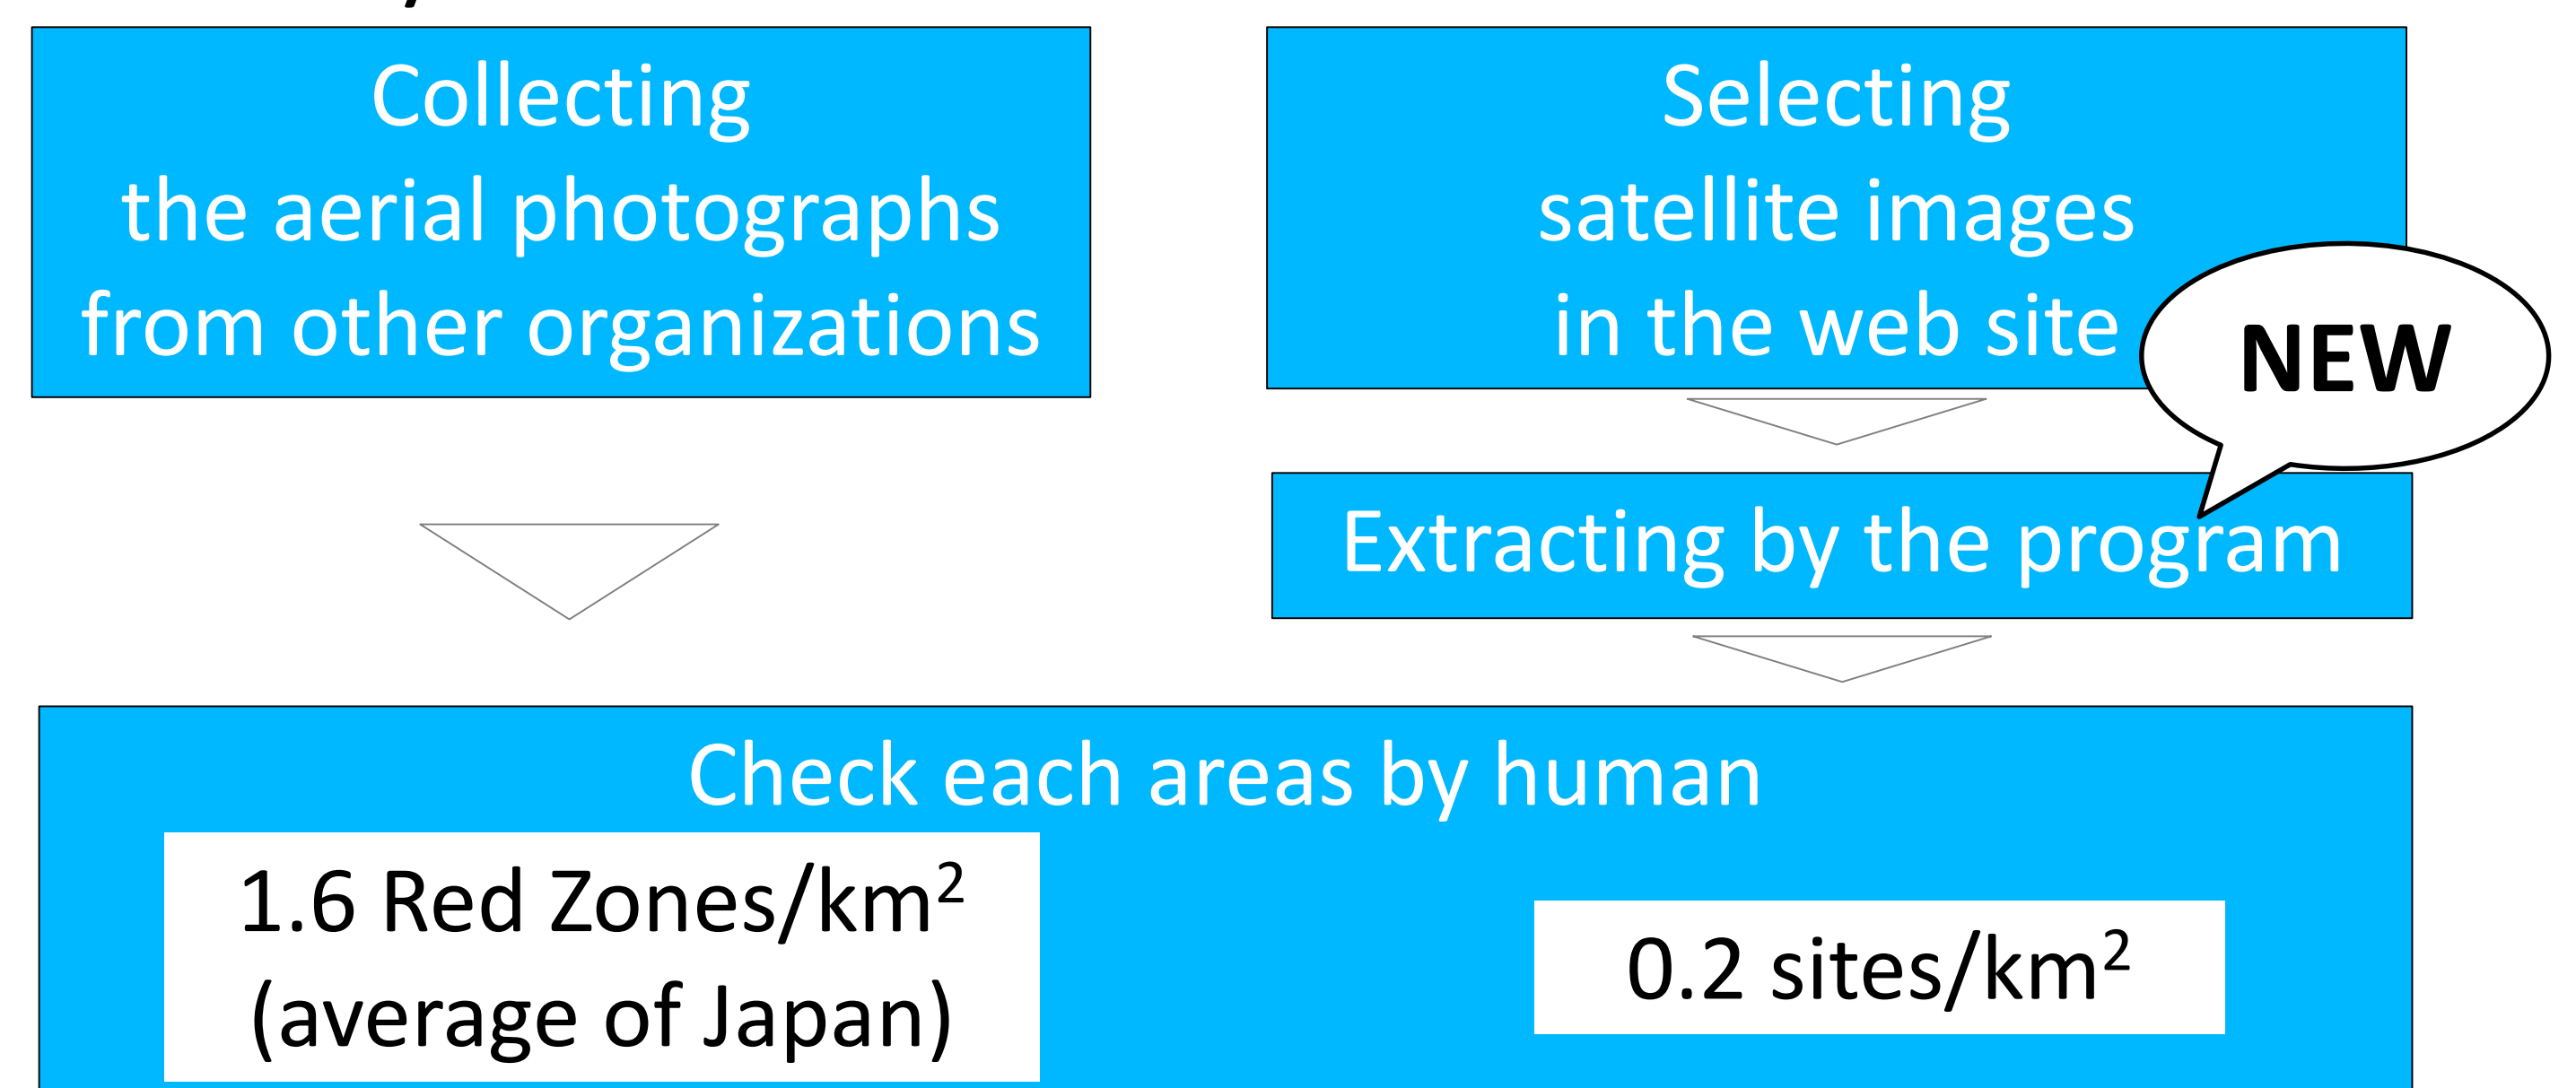 Collecting
the aerial photographs
from other organizations
Selecting
satellite images
in the web site
NEW
Extracting by the program
Check each areas by human
1.6 Red Zones/km²
(average of Japan)
0.2 sites/km²